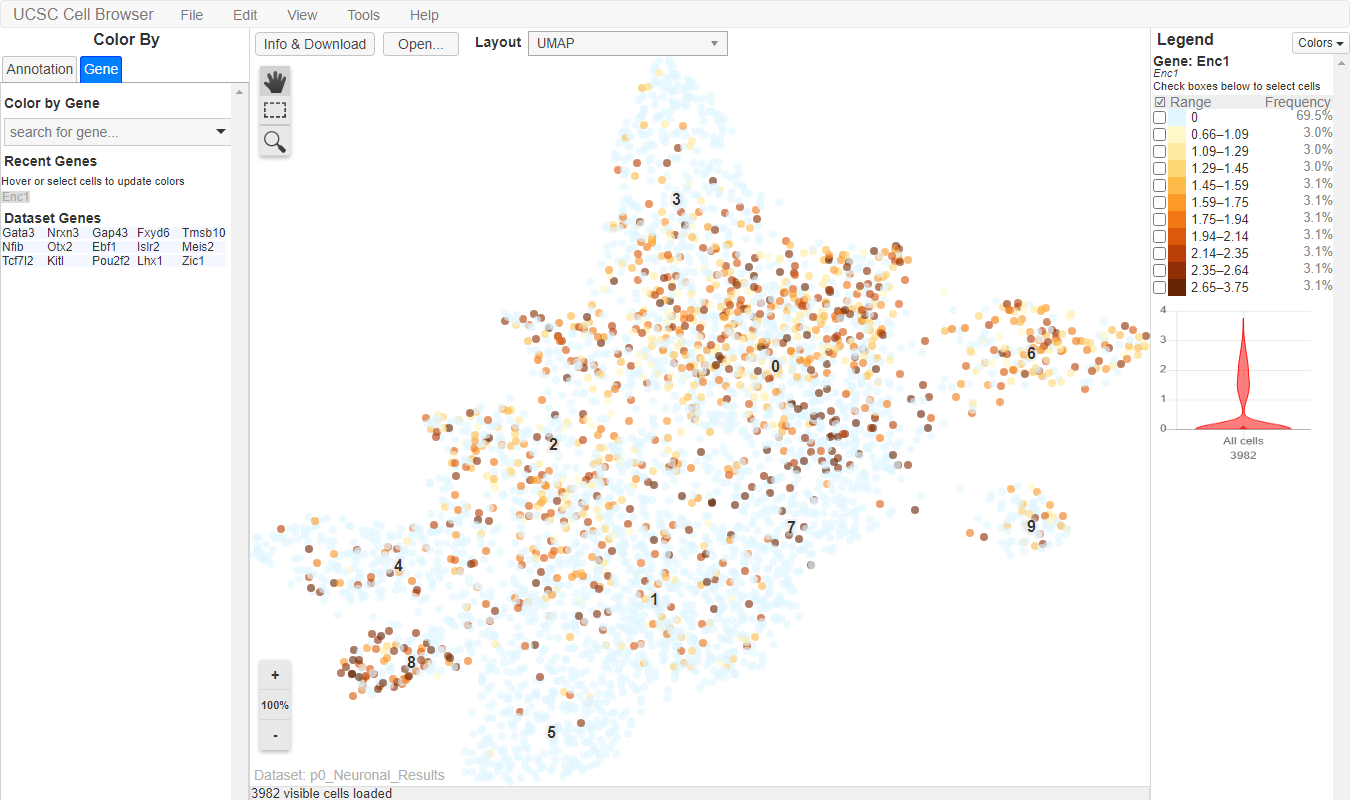 UCSC Cell Browser File Edit View Tools Help
Color By
Annotation Gene
Color by Gene
search for gene...
Recent Genes
Hover or select cells to update colors
Enc1
Dataset Genes
Gata3 Nrxn3 Gap43 Fxyd6 Tmsb10
Nfib Otx2 Ebf1 Islr2 Meis2
Tcf7l2 Kitl Pou2f2 Lhx1 Zic1
Info & Download Open... Layout UMAP
3
0
6
2
9
7
4
1
8
5
+
100%
-
Dataset: p0_Neuronal_Results
3982 visible cells loaded
Legend Colors
Gene: Enc1
Enc1
Check boxes below to select cells
Range Frequency
0 69.5%
0.66–1.09 3.0%
1.09–1.29 3.0%
1.29–1.45 3.0%
1.45–1.59 3.1%
1.59–1.75 3.1%
1.75–1.94 3.1%
1.94–2.14 3.1%
2.14–2.35 3.1%
2.35–2.64 3.1%
2.65–3.75 3.1%
4
3
2
1
0
All cells
3982